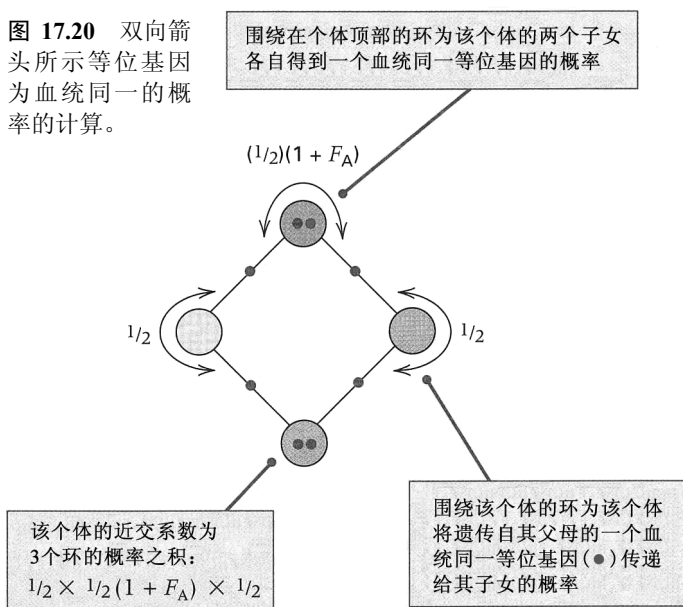 图 17.20 双向箭
头所示等位基因
为血统同一的概
率的计算。
围绕在个体顶部的环为该个体的两个子女
各自得到一个血统同一等位基因的概率
(1/2)(1 + F_A)
1/2
1/2
该个体的近交系数为
3个环的概率之积：
1/2 × 1/2 (1 + F_A) × 1/2
围绕该个体的环为该个体
将遗传自其父母的一个血
统同一等位基因(●)传递
给其子女的概率